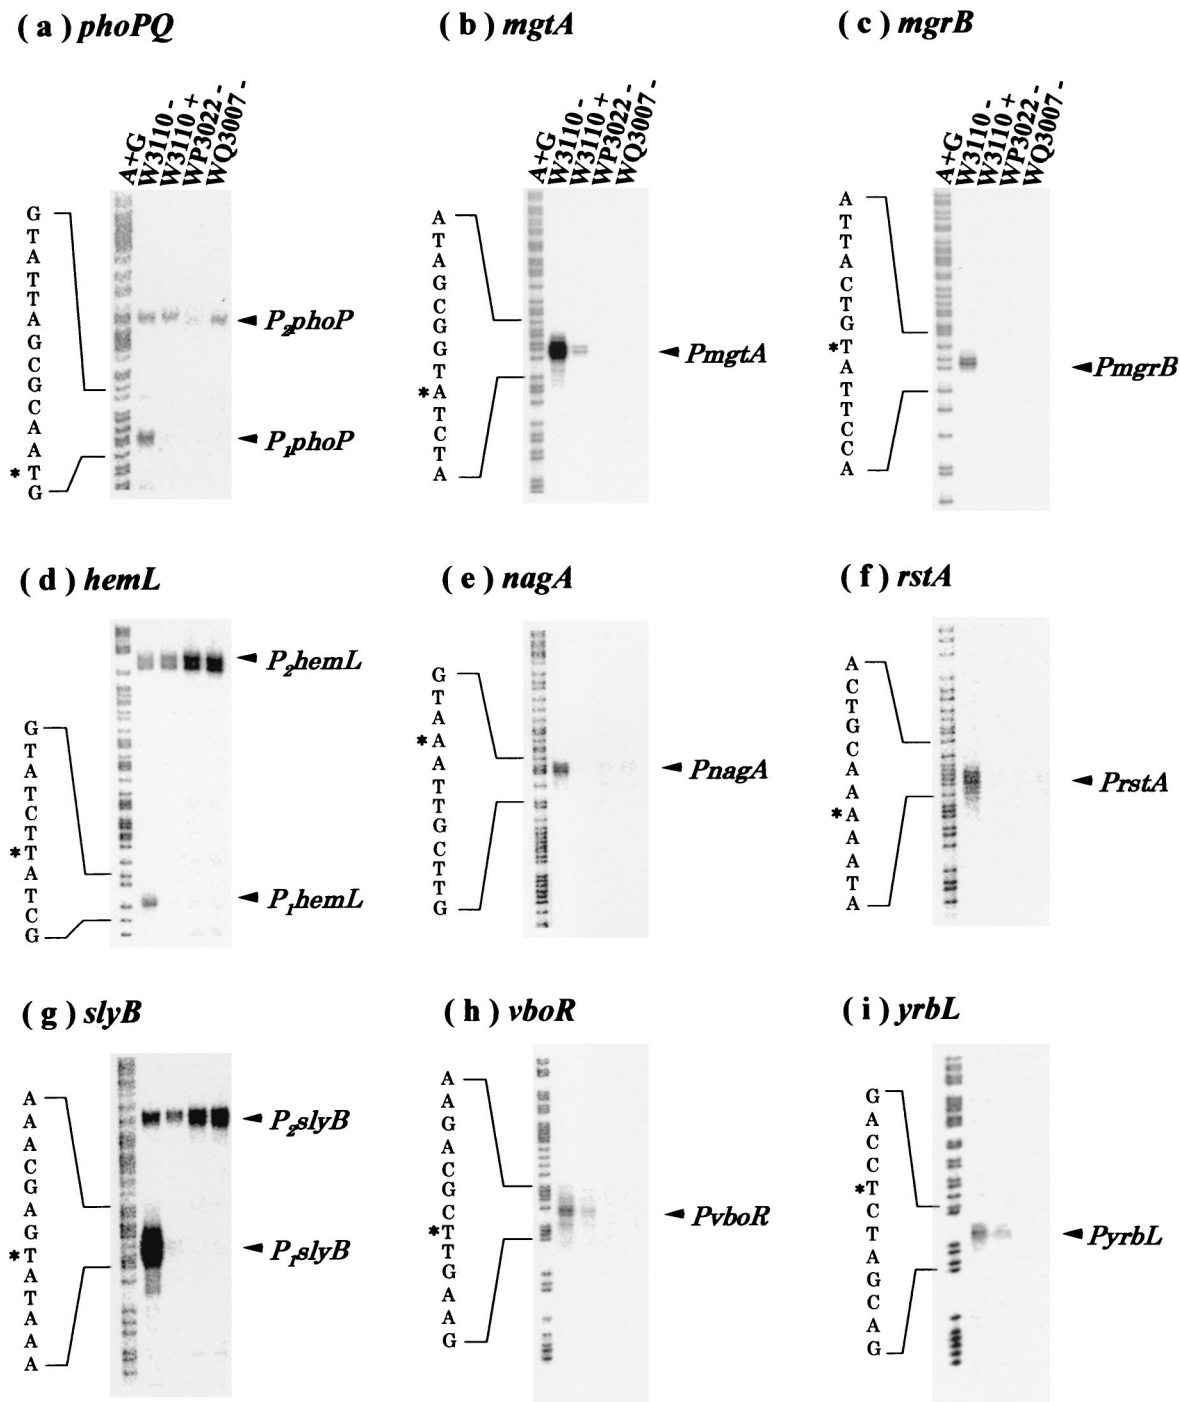 ( a ) phoPQ
A+G
W3110 -
W3110 +
WP3022 -
WQ3007 -
G
T
A
T
T
A
G
C
G
C
A
A
* T
G
P2phoP
P1phoP
( b ) mgtA
A+G
W3110 -
W3110 +
WP3022 -
WQ3007 -
A
T
A
G
C
G
G
T
* A
T
C
T
A
PmgtA
( c ) mgrB
A+G
W3110 -
W3110 +
WP3022 -
WQ3007 -
A
T
T
A
C
T
G
* T
A
T
T
C
C
A
PmgrB
( d ) hemL
G
T
A
T
C
T
* T
A
T
C
G
P2hemL
P1hemL
( e ) nagA
G
T
A
* A
A
T
T
G
C
T
T
G
PnagA
( f ) rstA
A
C
T
G
C
A
A
* A
A
A
T
A
PrstA
( g ) slyB
A
A
A
C
G
A
G
* T
A
T
A
A
A
P2slyB
P1slyB
( h ) vboR
A
A
G
A
C
G
C
* T
T
G
A
A
G
PvboR
( i ) yrbL
G
A
C
C
* T
C
T
A
G
C
A
G
PyrbL